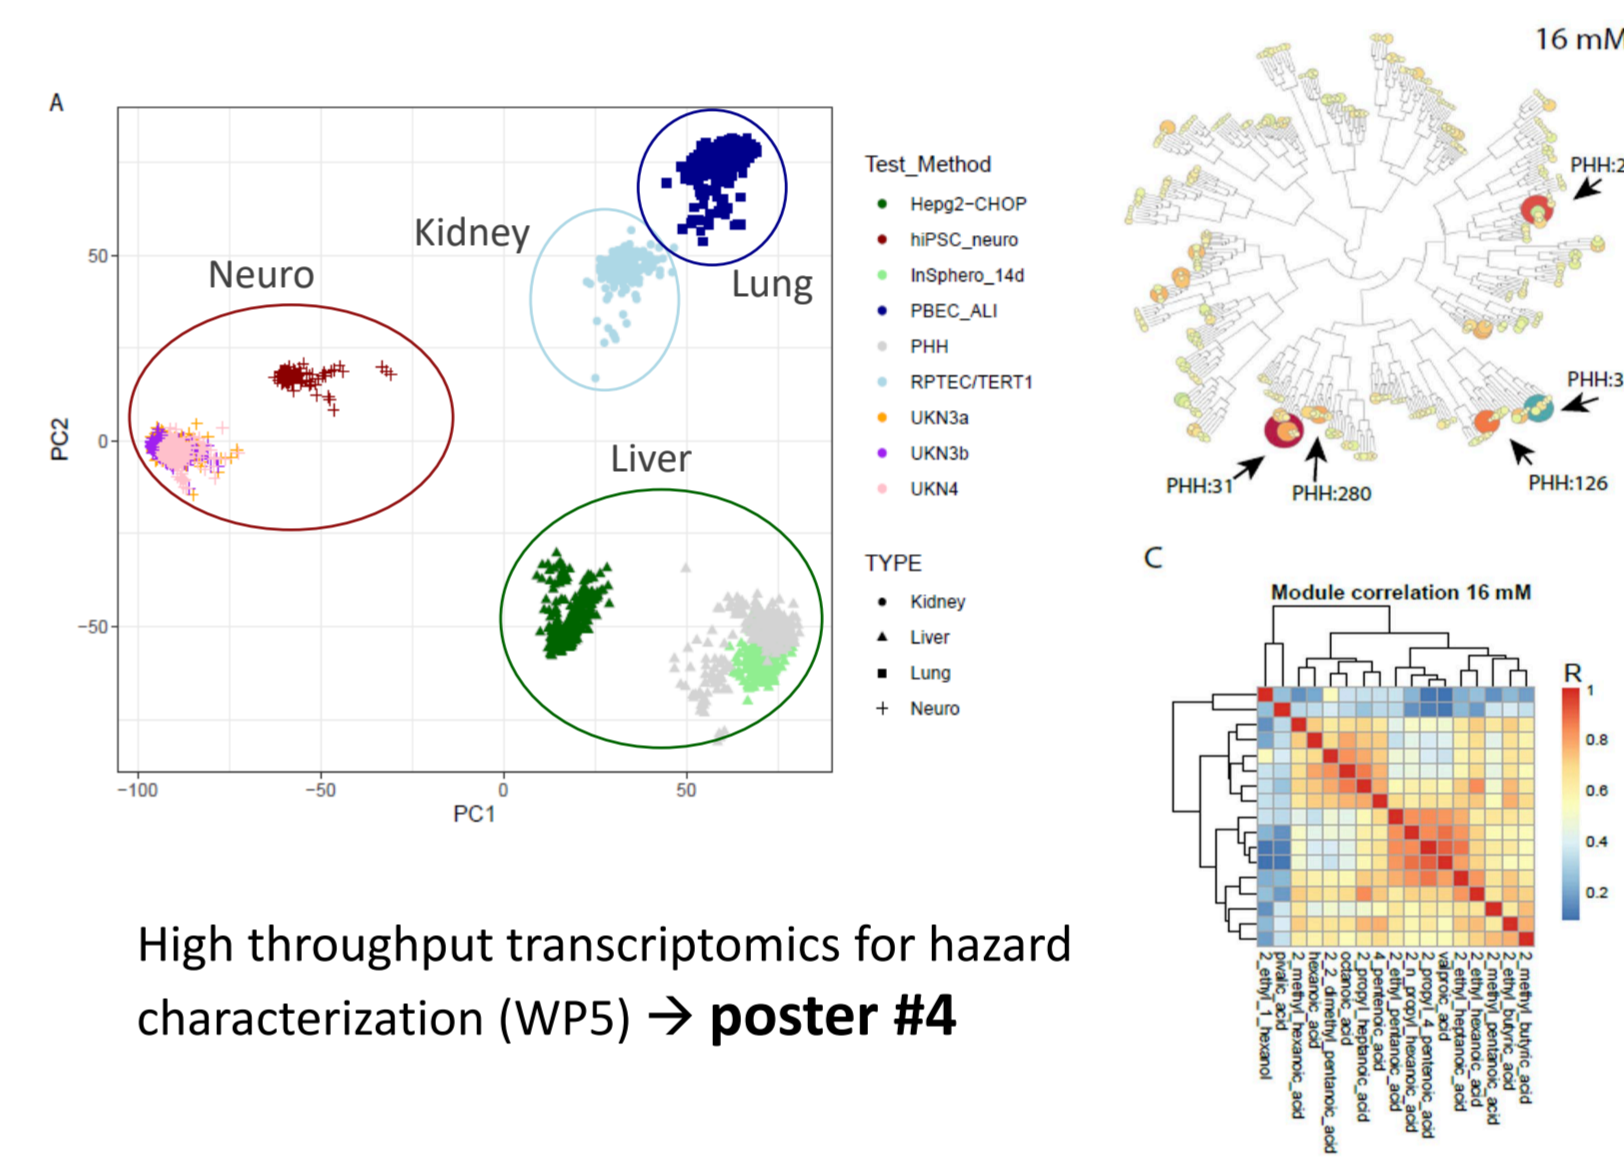 A
Neuro
Kidney
Lung
Liver
50
0
−50
−100
−50
0
50
PC1
PC2
Test_Method
Hepg2−CHOP
hiPSC_neuro
InSphero_14d
PBEC_ALI
PHH
RPTEC/TERT1
UKN3a
UKN3b
UKN4
TYPE
Kidney
Liver
Lung
Neuro
High throughput transcriptomics for hazard
characterization (WP5) → poster #4
16 mM
PHH:2
PHH:3
PHH:126
PHH:280
PHH:31
C
Module correlation 16 mM
R
1
0.8
0.6
0.4
0.2
2_ethyl_1_hexanol
pivalic_acid
2_methyl_hexanoic_acid
hexanoic_acid
2_2_dimethyl_pentanoic_acid
octanoic_acid
2_propyl_heptanoic_acid
4_pentenoic_acid
2_ethyl_pentanoic_acid
2_n_propyl_hexanoic_acid
2_propyl_4_pentenoic_acid
valproic_acid
2_ethyl_heptanoic_acid
2_ethyl_hexanoic_acid
2_methyl_pentanoic_acid
2_ethyl_butyric_acid
2_methyl_butyric_acid